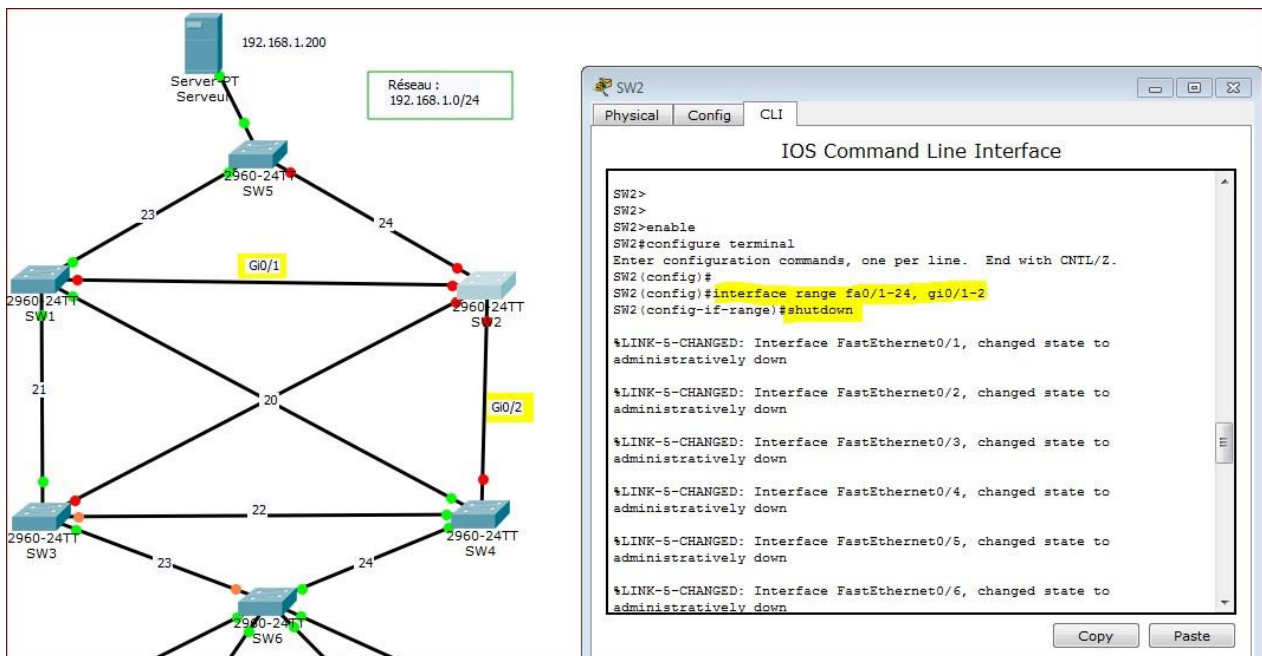 192.168.1.200
Server-PT
Serveur
Réseau :
192.168.1.0/24
2960-24TT
SW5
23
24
Gi0/1
2960-24TT
SW1
2960-24TT
SW2
21
20
Gi0/2
22
2960-24TT
SW3
2960-24TT
SW4
23
24
2960-24TT
SW6
SW2
Physical
Config
CLI
IOS Command Line Interface
SW2>
SW2>
SW2>enable
SW2#configure terminal
Enter configuration commands, one per line. End with CNTL/Z.
SW2(config)#
SW2(config)#interface range fa0/1-24, gi0/1-2
SW2(config-if-range)#shutdown
%LINK-5-CHANGED: Interface FastEthernet0/1, changed state to
administratively down
%LINK-5-CHANGED: Interface FastEthernet0/2, changed state to
administratively down
%LINK-5-CHANGED: Interface FastEthernet0/3, changed state to
administratively down
%LINK-5-CHANGED: Interface FastEthernet0/4, changed state to
administratively down
%LINK-5-CHANGED: Interface FastEthernet0/5, changed state to
administratively down
%LINK-5-CHANGED: Interface FastEthernet0/6, changed state to
administratively down
Copy
Paste